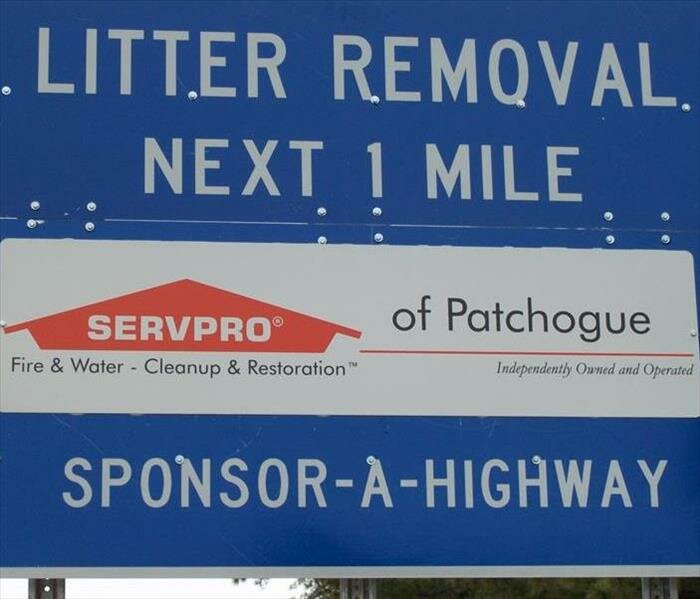 LITTER REMOVAL
NEXT 1 MILE
SERVPRO® of Patchogue
Fire & Water - Cleanup & Restoration™ Independently Owned and Operated
SPONSOR-A-HIGHWAY